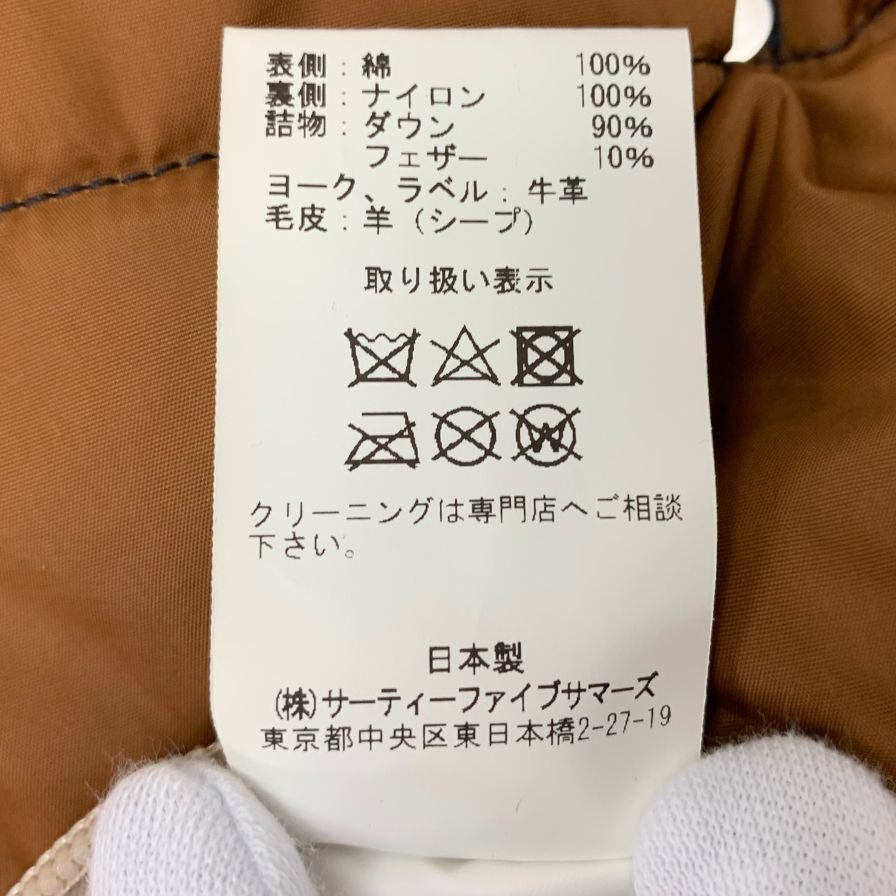 表側：綿 100%
裏側：ナイロン 100%
詰物：ダウン 90%
フェザー 10%
ヨーク、ラベル：牛革
毛皮：羊（シープ）
取り扱い表示
W
クリーニングは専門店へご相談
下さい。
日本製
(株)サーティーファイブサマーズ
東京都中央区東日本橋2-27-19